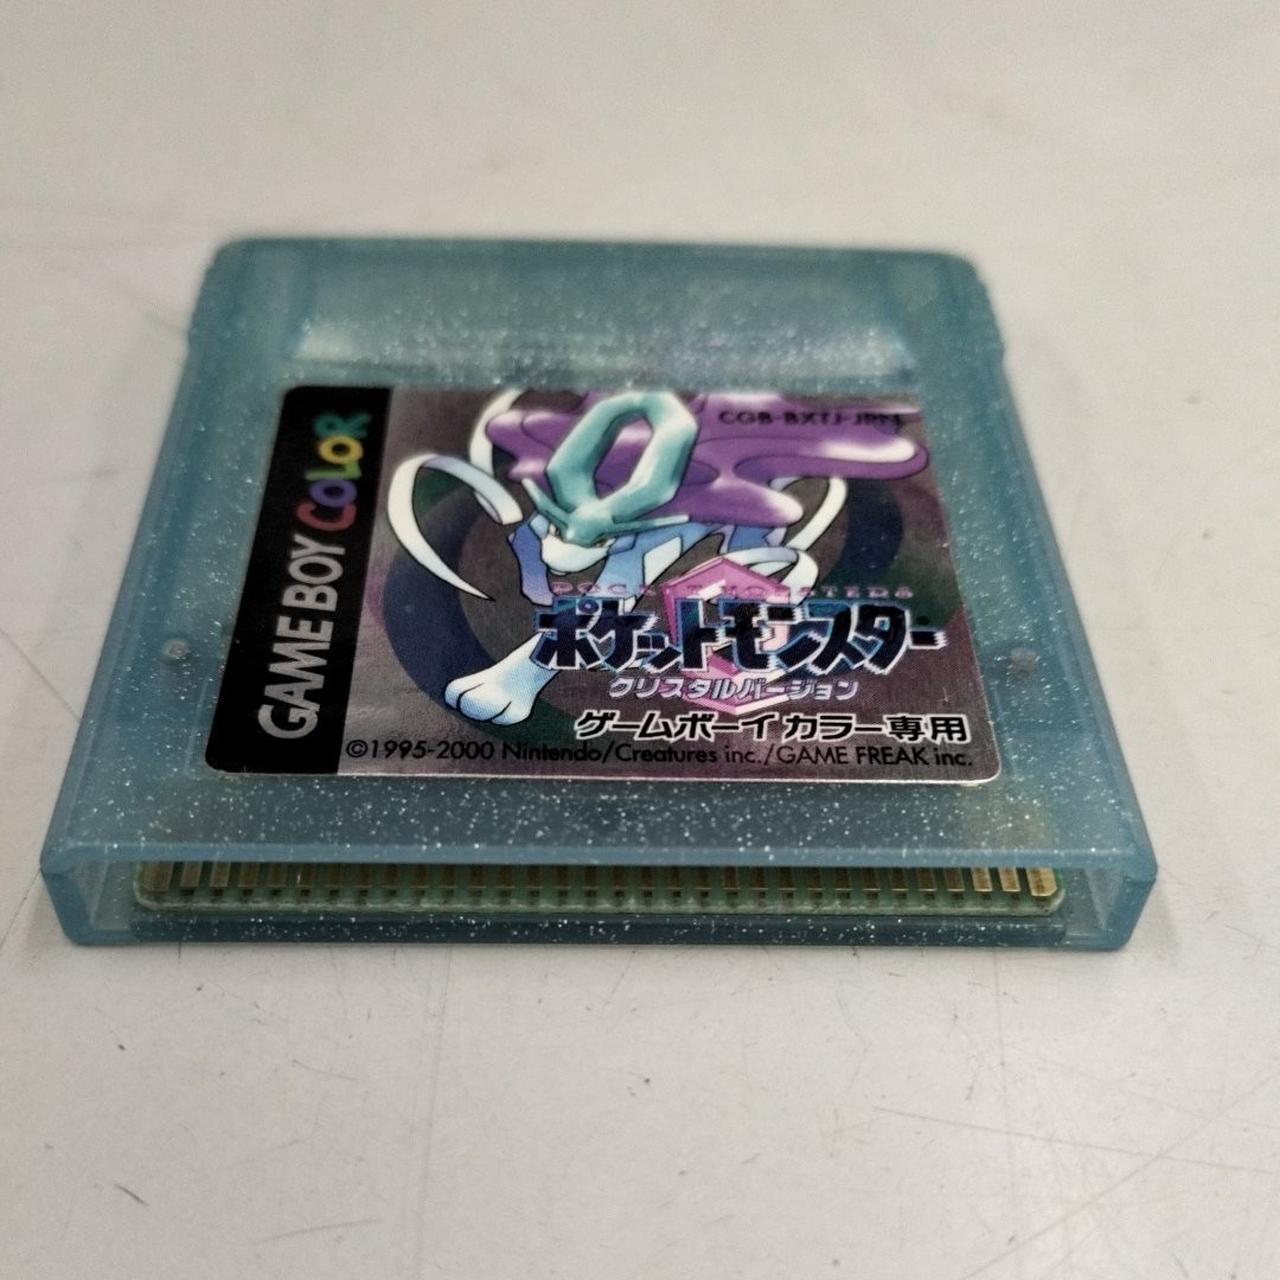 GAME BOY COLOR
CGB-BXTJ-JPN
POCKET MONSTERS
ポケットモンスター
クリスタルバージョン
ゲームボーイ カラー専用
©1995-2000 Nintendo/Creatures inc./GAME FREAK inc.